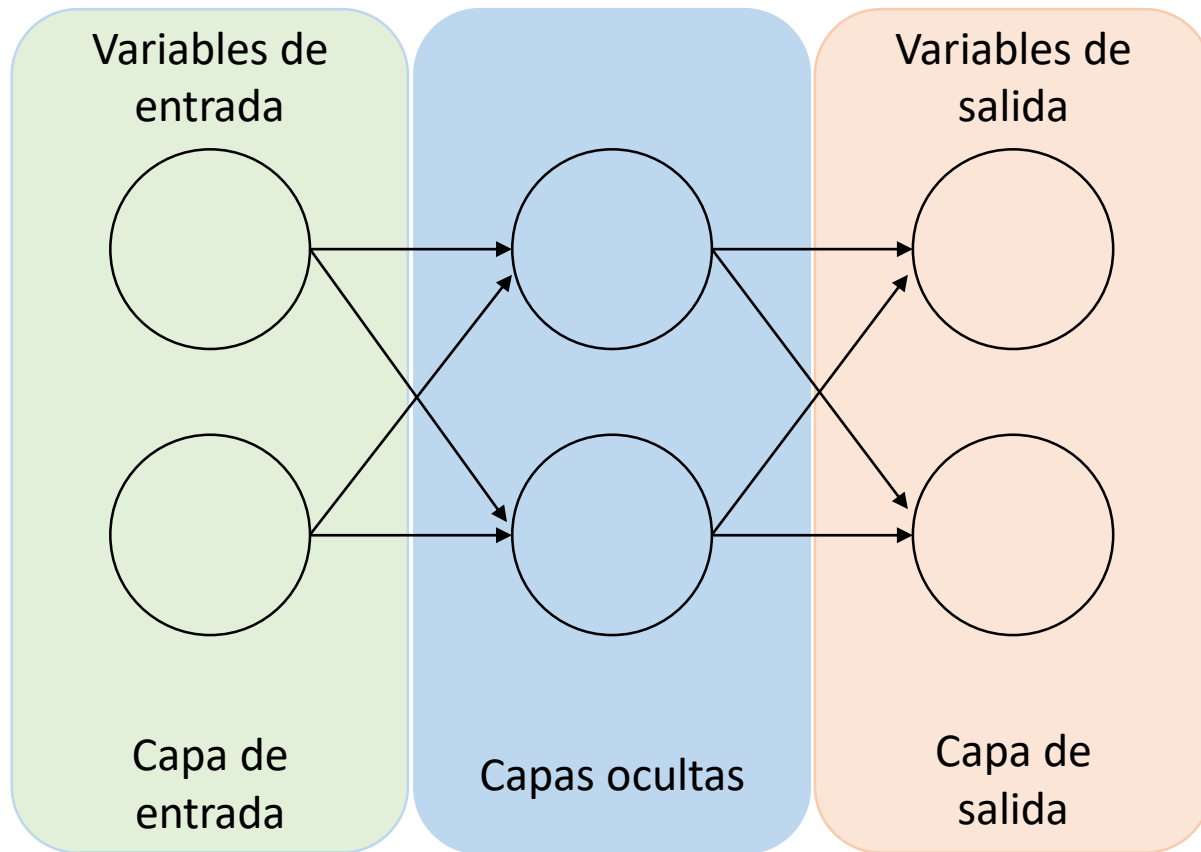 Variables de
entrada
Variables de
salida
Capa de
entrada
Capas ocultas
Capa de
salida